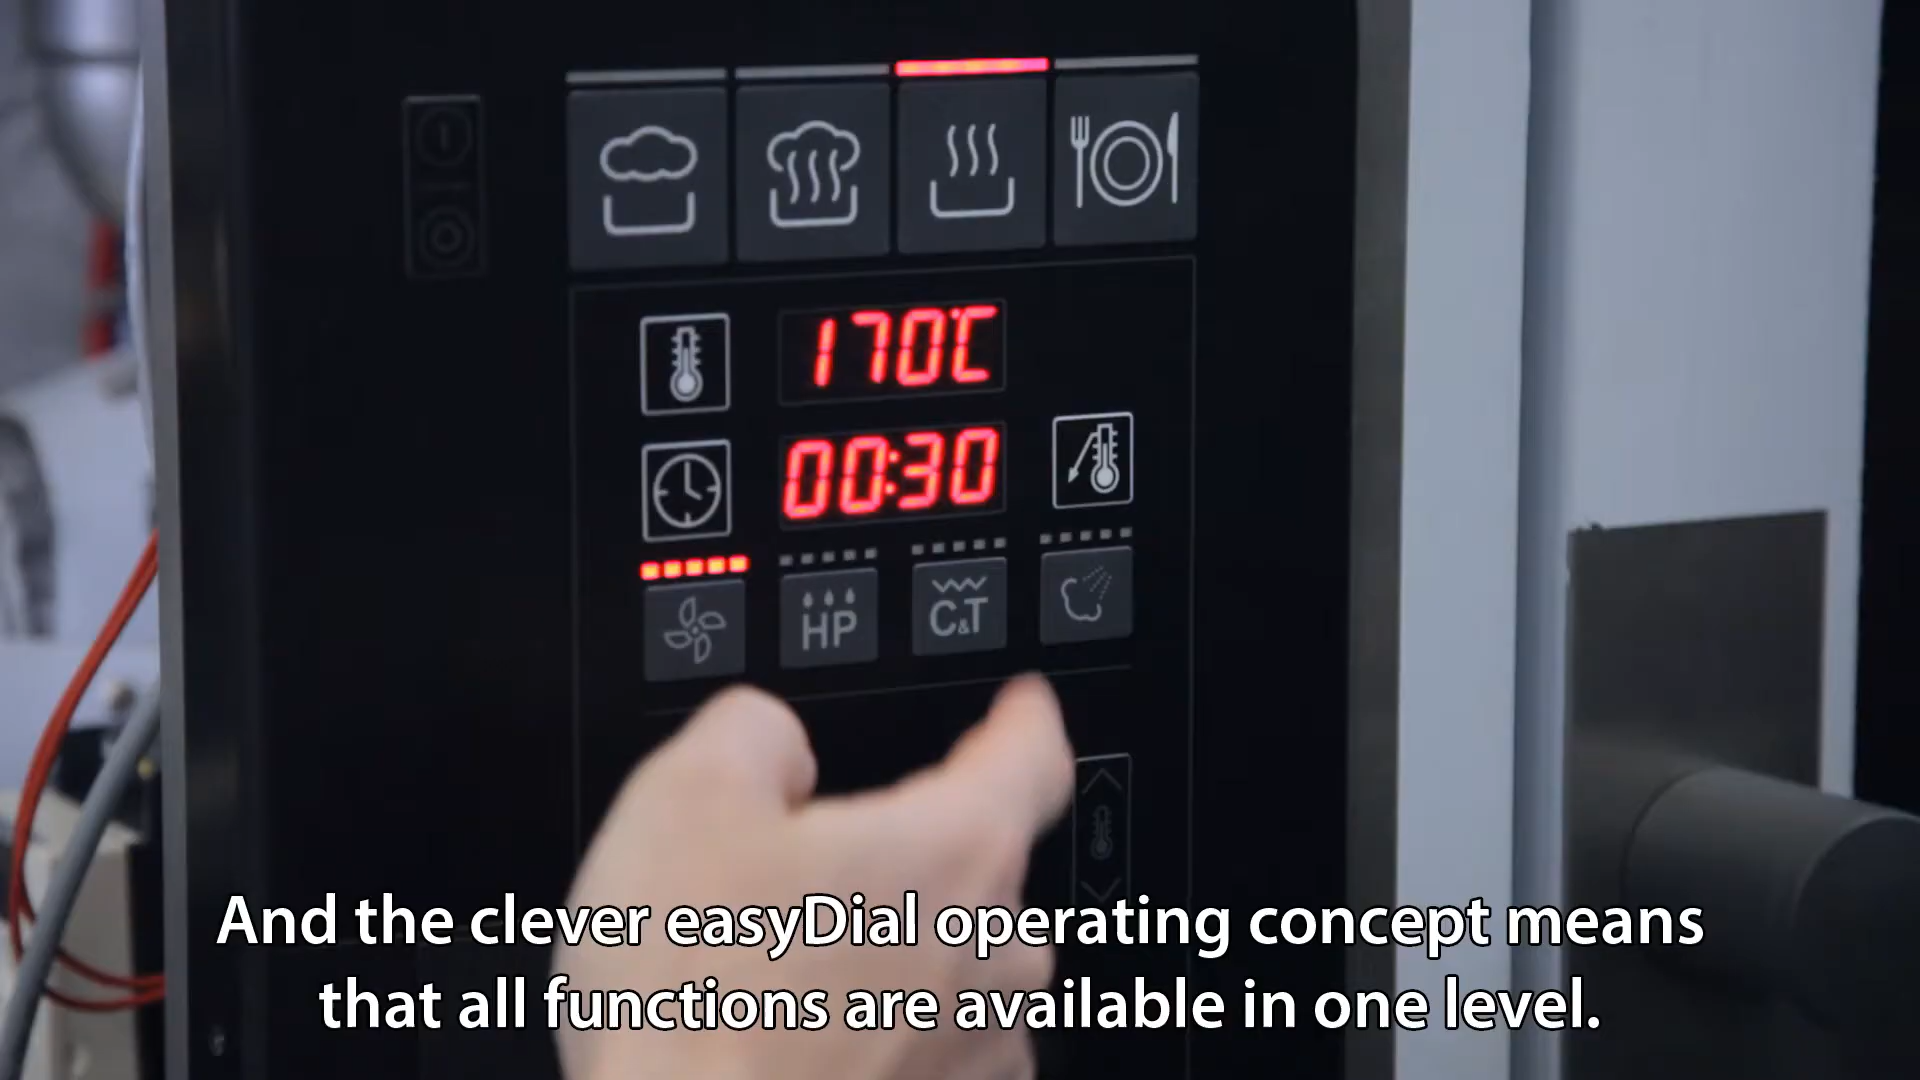 170°C
00:30
HP
C&T
And the clever easyDial operating concept means
that all functions are available in one level.